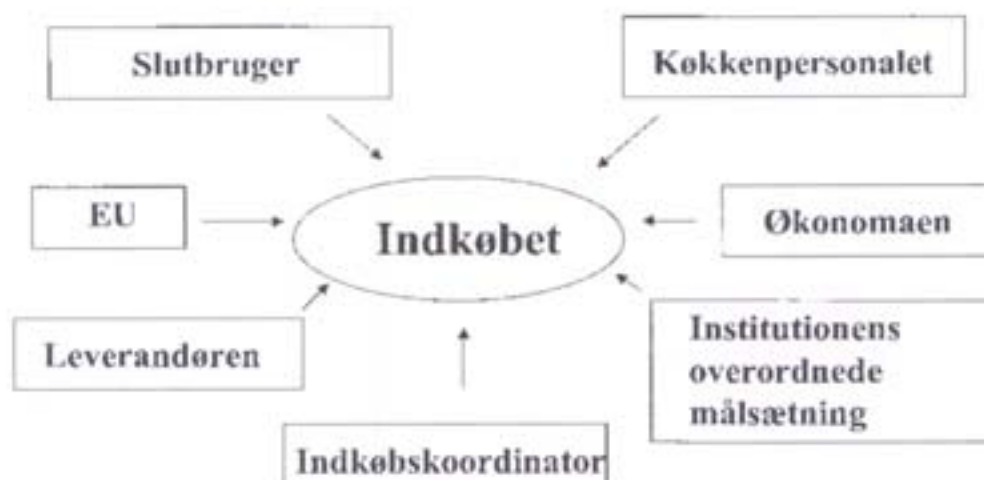 Slutbruger
Køkkenpersonalet
EU
Indkøbet
Økonomaen
Leverandøren
Institutionens
overordnede
målsætning
Indkøbskoordinator